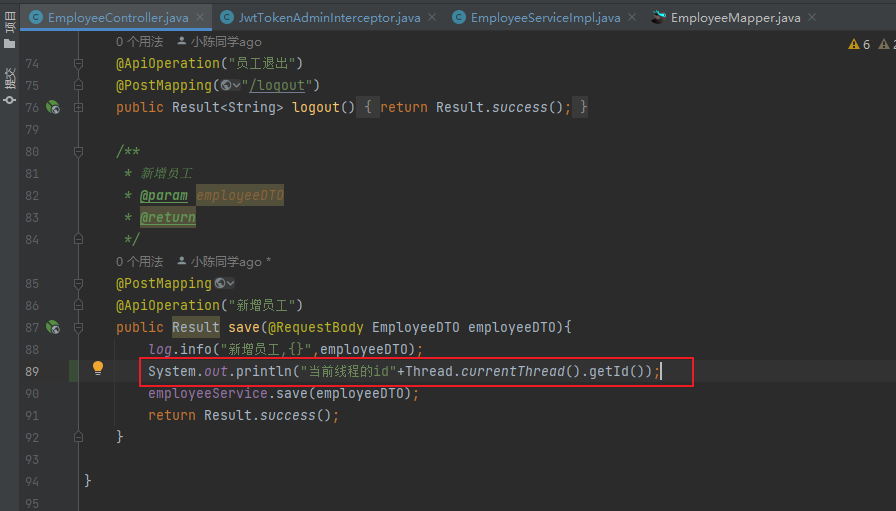 EmployeeController.java JwtTokenAdminInterceptor.java EmployeeServiceImpl.java EmployeeMapper.java
项目
提交
6 2
0 个用法 小陈同学ago
74 @ApiOperation("员工退出")
75 @PostMapping("/logout")
76 public Result<String> logout() { return Result.success(); }
79
80 /**
81 * 新增员工
82 * @param employeeDTO
83 * @return
84 */
0 个用法 小陈同学ago *
85 @PostMapping
86 @ApiOperation("新增员工")
87 public Result save(@RequestBody EmployeeDTO employeeDTO){
88 log.info("新增员工,{}",employeeDTO);
89 System.out.println("当前线程的id"+Thread.currentThread().getId());
90 employeeService.save(employeeDTO);
91 return Result.success();
92 }
93
94 }
95